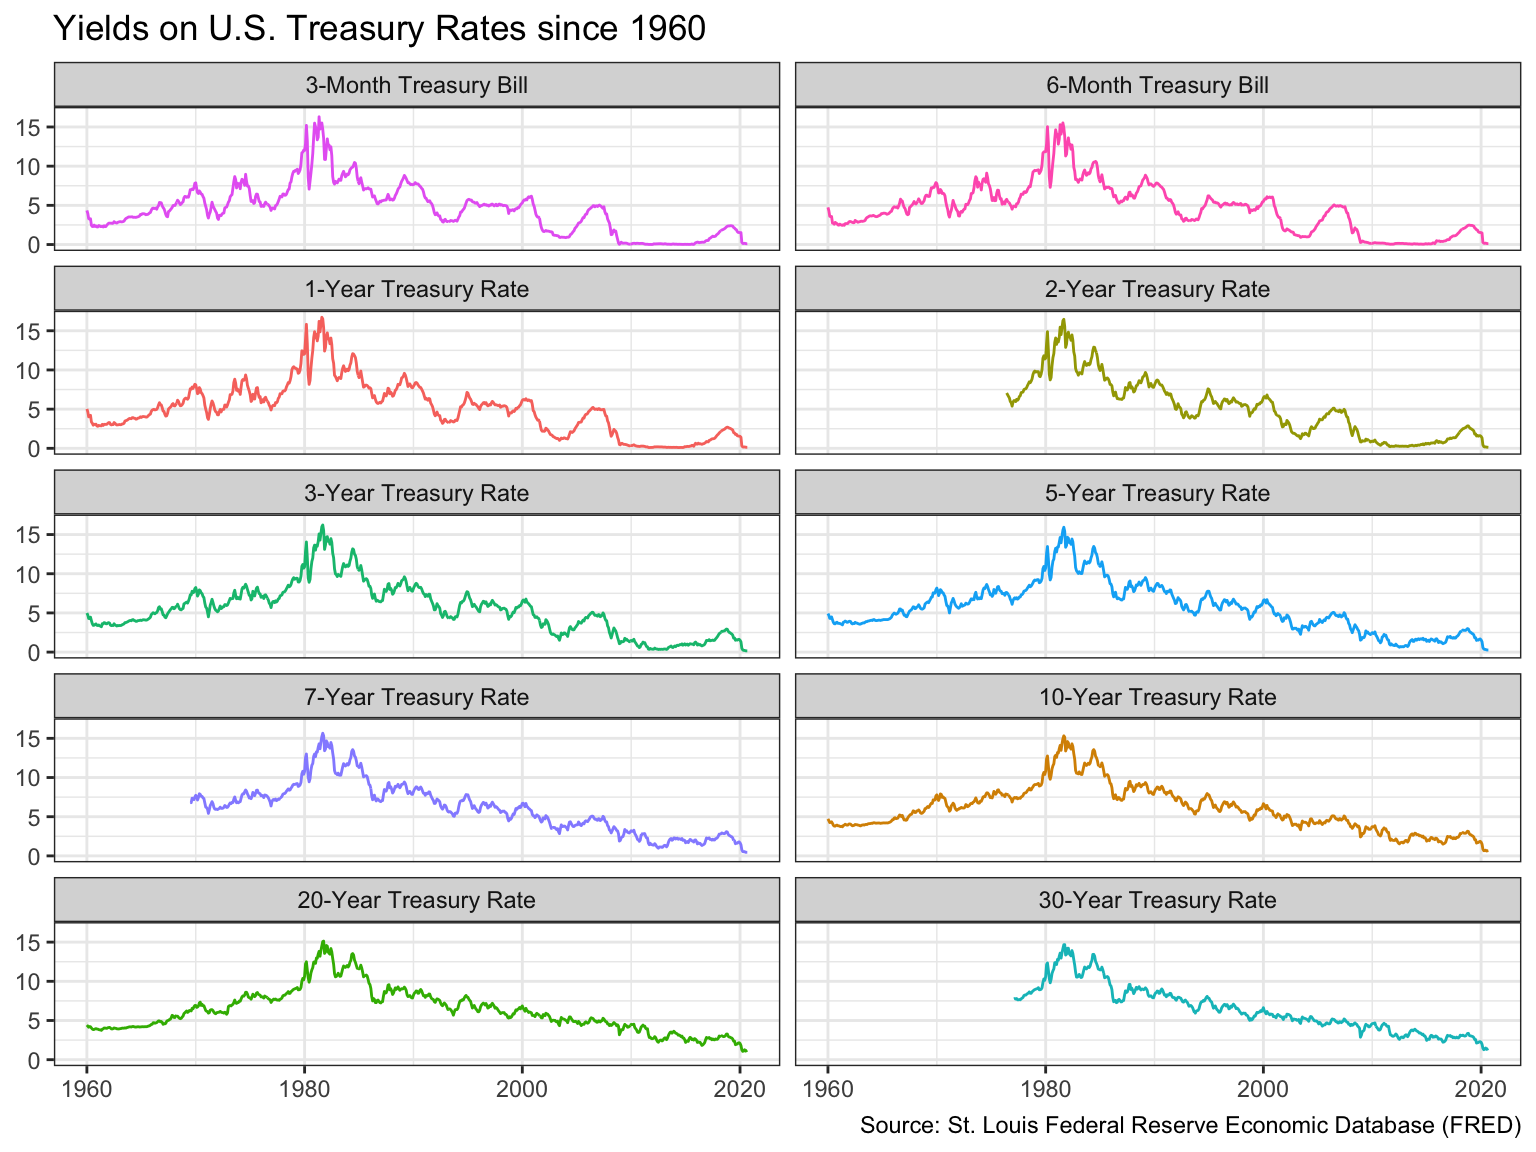 Yields on U.S. Treasury Rates since 1960
3-Month Treasury Bill
6-Month Treasury Bill
15
10
5
0
1-Year Treasury Rate
2-Year Treasury Rate
15
10
5
0
3-Year Treasury Rate
5-Year Treasury Rate
15
10
5
0
7-Year Treasury Rate
10-Year Treasury Rate
15
10
5
0
20-Year Treasury Rate
30-Year Treasury Rate
15
10
5
0
1960 1980 2000 2020
1960 1980 2000 2020
Source: St. Louis Federal Reserve Economic Database (FRED)